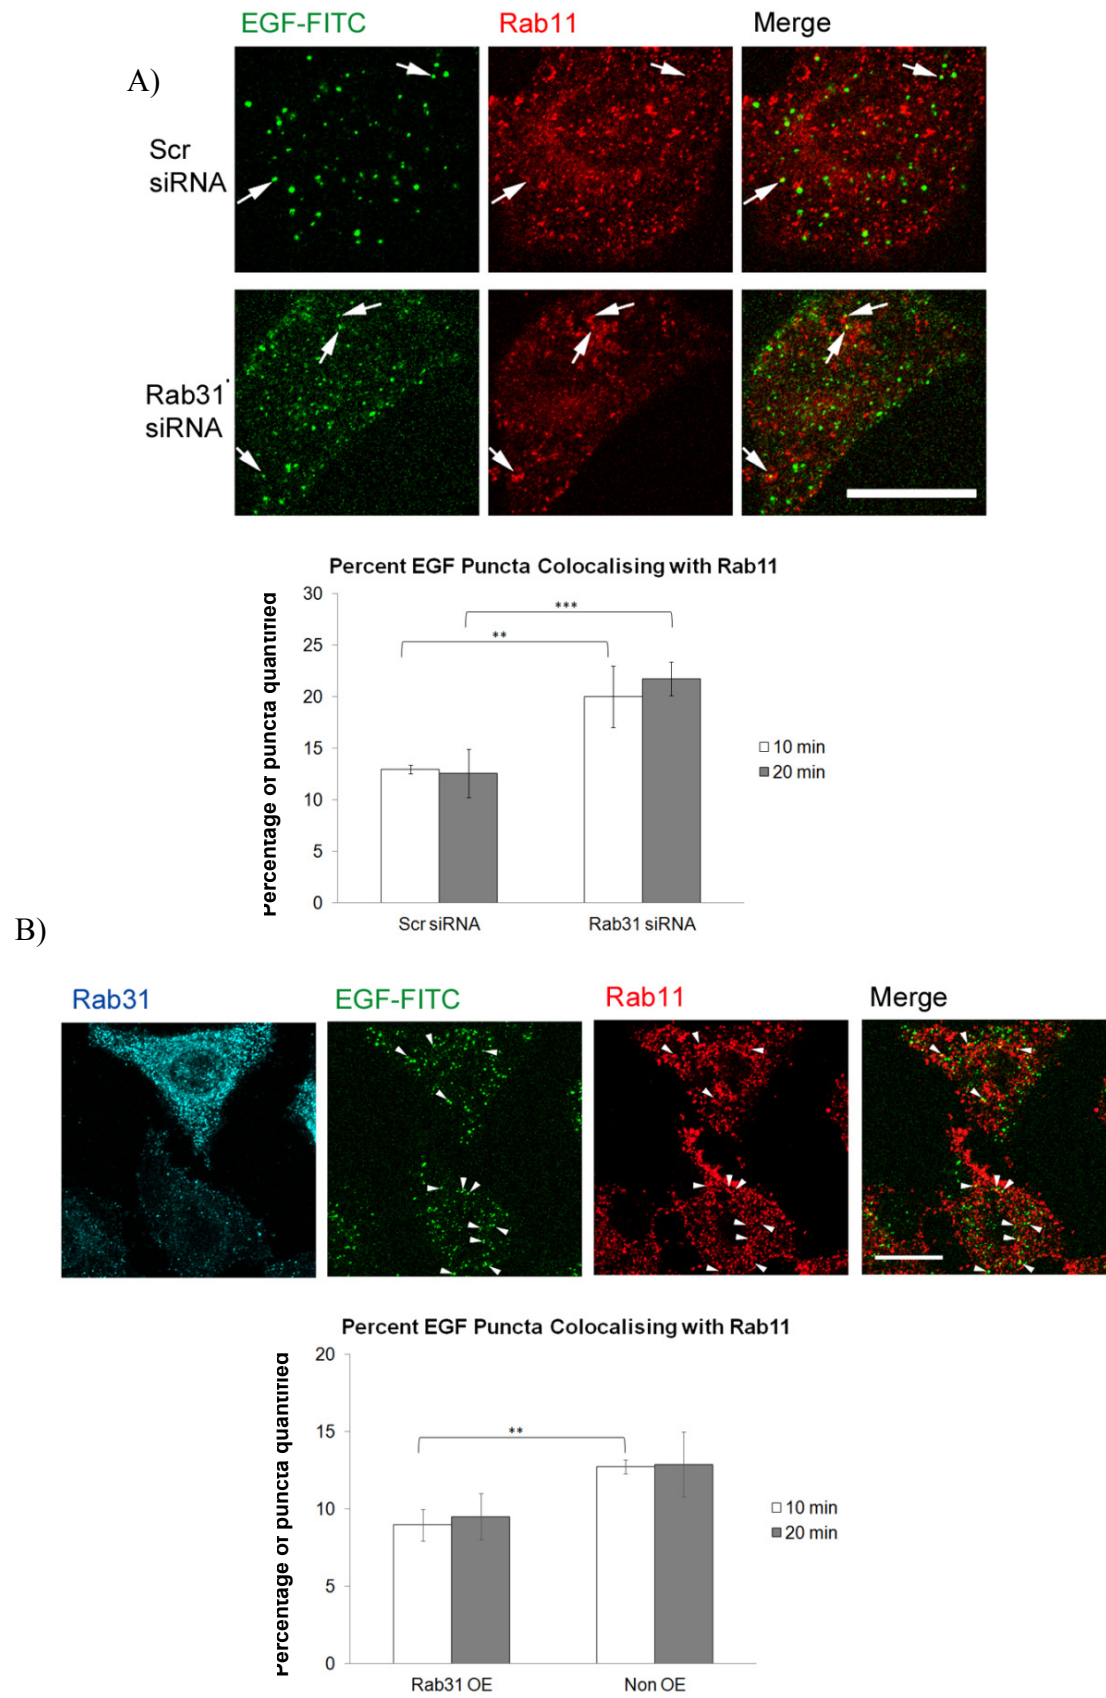 EGF-FITC Rab11 Merge
A)
Scr
siRNA
Rab31
siRNA
Percent EGF Puncta Colocalising with Rab11
Percentage of puncta quantified
30
25
20
15
10
5
0
***
**
10 min
20 min
Scr siRNA Rab31 siRNA
B)
Rab31 EGF-FITC Rab11 Merge
Percent EGF Puncta Colocalising with Rab11
Percentage of puncta quantified
20
15
10
5
0
**
10 min
20 min
Rab31 OE Non OE